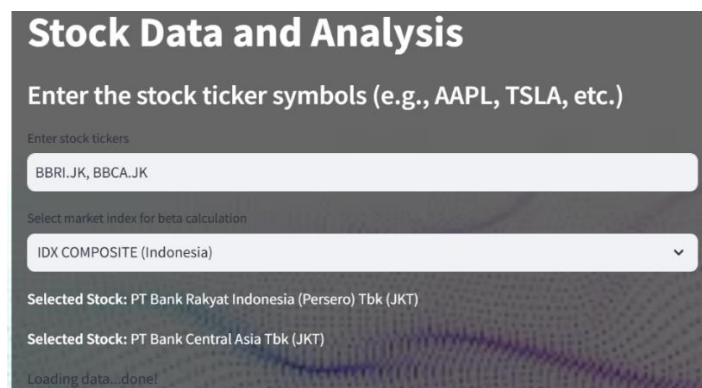 Stock Data and Analysis
Enter the stock ticker symbols (e.g., AAPL, TSLA, etc.)
Enter stock tickers
BBRI.JK, BBCA.JK
Select market index for beta calculation
IDX COMPOSITE (Indonesia)
Selected Stock: PT Bank Rakyat Indonesia (Persero) Tbk (JKT)
Selected Stock: PT Bank Central Asia Tbk (JKT)
Loading data...done!